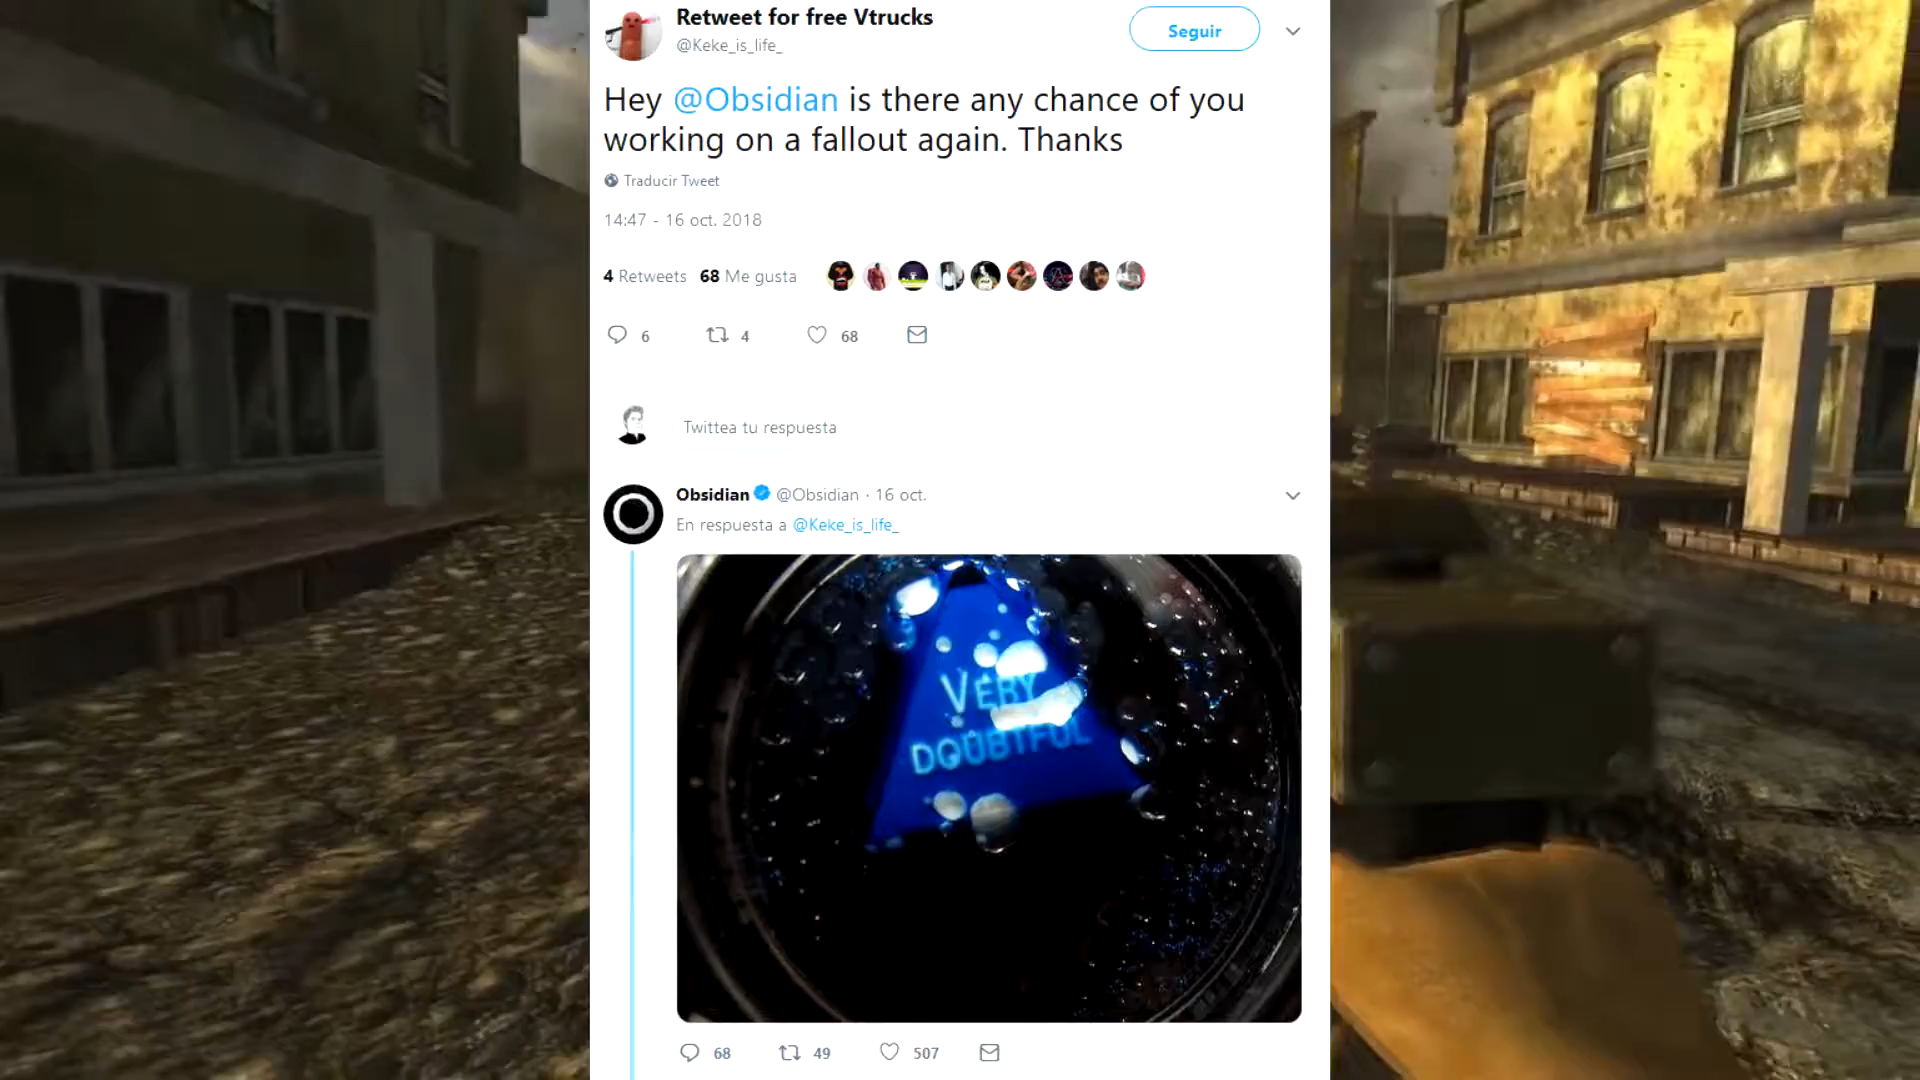 Retweet for free Vtrucks
@Keke_is_life_
Seguir
Hey @Obsidian is there any chance of you
working on a fallout again. Thanks
Traducir Tweet
14:47 - 16 oct. 2018
4 Retweets 68 Me gusta
6 4 68
Twittea tu respuesta
Obsidian @Obsidian · 16 oct.
En respuesta a @Keke_is_life_
VERY
DOUBTFUL
68 49 507